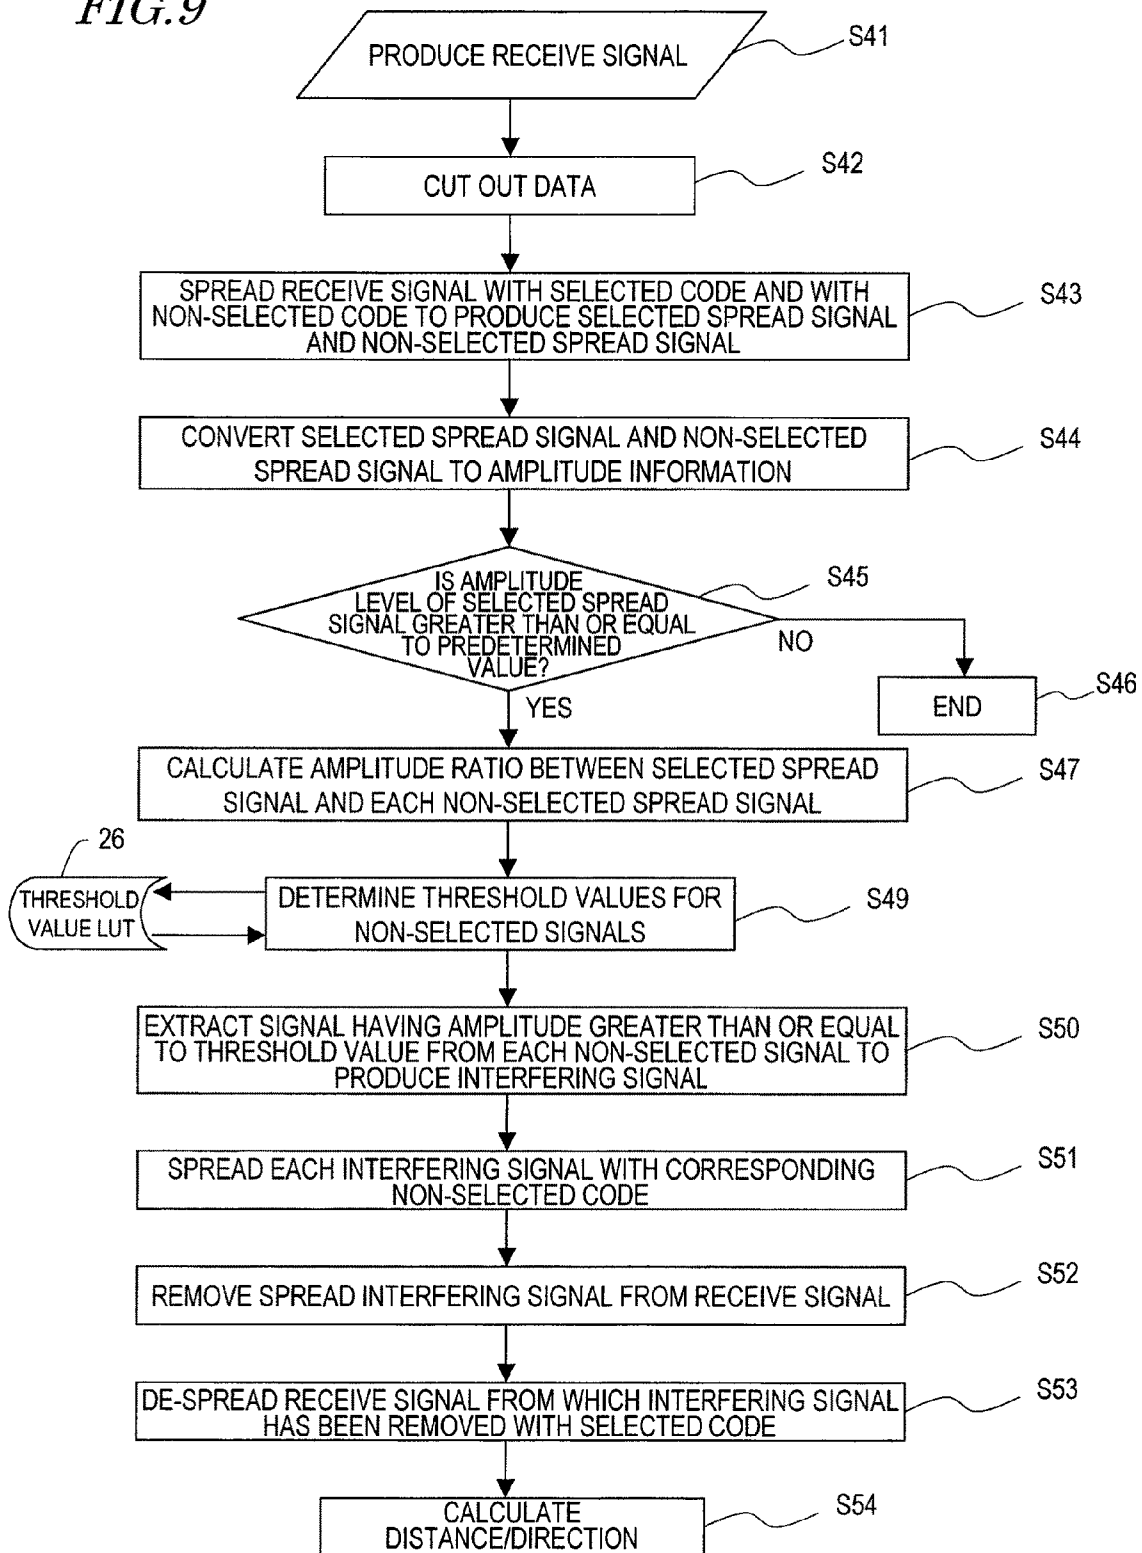 FIG.9
PRODUCE RECEIVE SIGNAL
S41
CUT OUT DATA
S42
SPREAD RECEIVE SIGNAL WITH SELECTED CODE AND WITH
NON-SELECTED CODE TO PRODUCE SELECTED SPREAD SIGNAL
AND NON-SELECTED SPREAD SIGNAL
S43
CONVERT SELECTED SPREAD SIGNAL AND NON-SELECTED
SPREAD SIGNAL TO AMPLITUDE INFORMATION
S44
IS AMPLITUDE
LEVEL OF SELECTED SPREAD
SIGNAL GREATER THAN OR EQUAL
TO PREDETERMINED
VALUE?
S45
NO
YES
END
S46
CALCULATE AMPLITUDE RATIO BETWEEN SELECTED SPREAD
SIGNAL AND EACH NON-SELECTED SPREAD SIGNAL
S47
26
THRESHOLD
VALUE LUT
DETERMINE THRESHOLD VALUES FOR
NON-SELECTED SIGNALS
S49
EXTRACT SIGNAL HAVING AMPLITUDE GREATER THAN OR EQUAL
TO THRESHOLD VALUE FROM EACH NON-SELECTED SIGNAL TO
PRODUCE INTERFERING SIGNAL
S50
SPREAD EACH INTERFERING SIGNAL WITH CORRESPONDING
NON-SELECTED CODE
S51
REMOVE SPREAD INTERFERING SIGNAL FROM RECEIVE SIGNAL
S52
DE-SPREAD RECEIVE SIGNAL FROM WHICH INTERFERING SIGNAL
HAS BEEN REMOVED WITH SELECTED CODE
S53
CALCULATE
DISTANCE/DIRECTION
S54